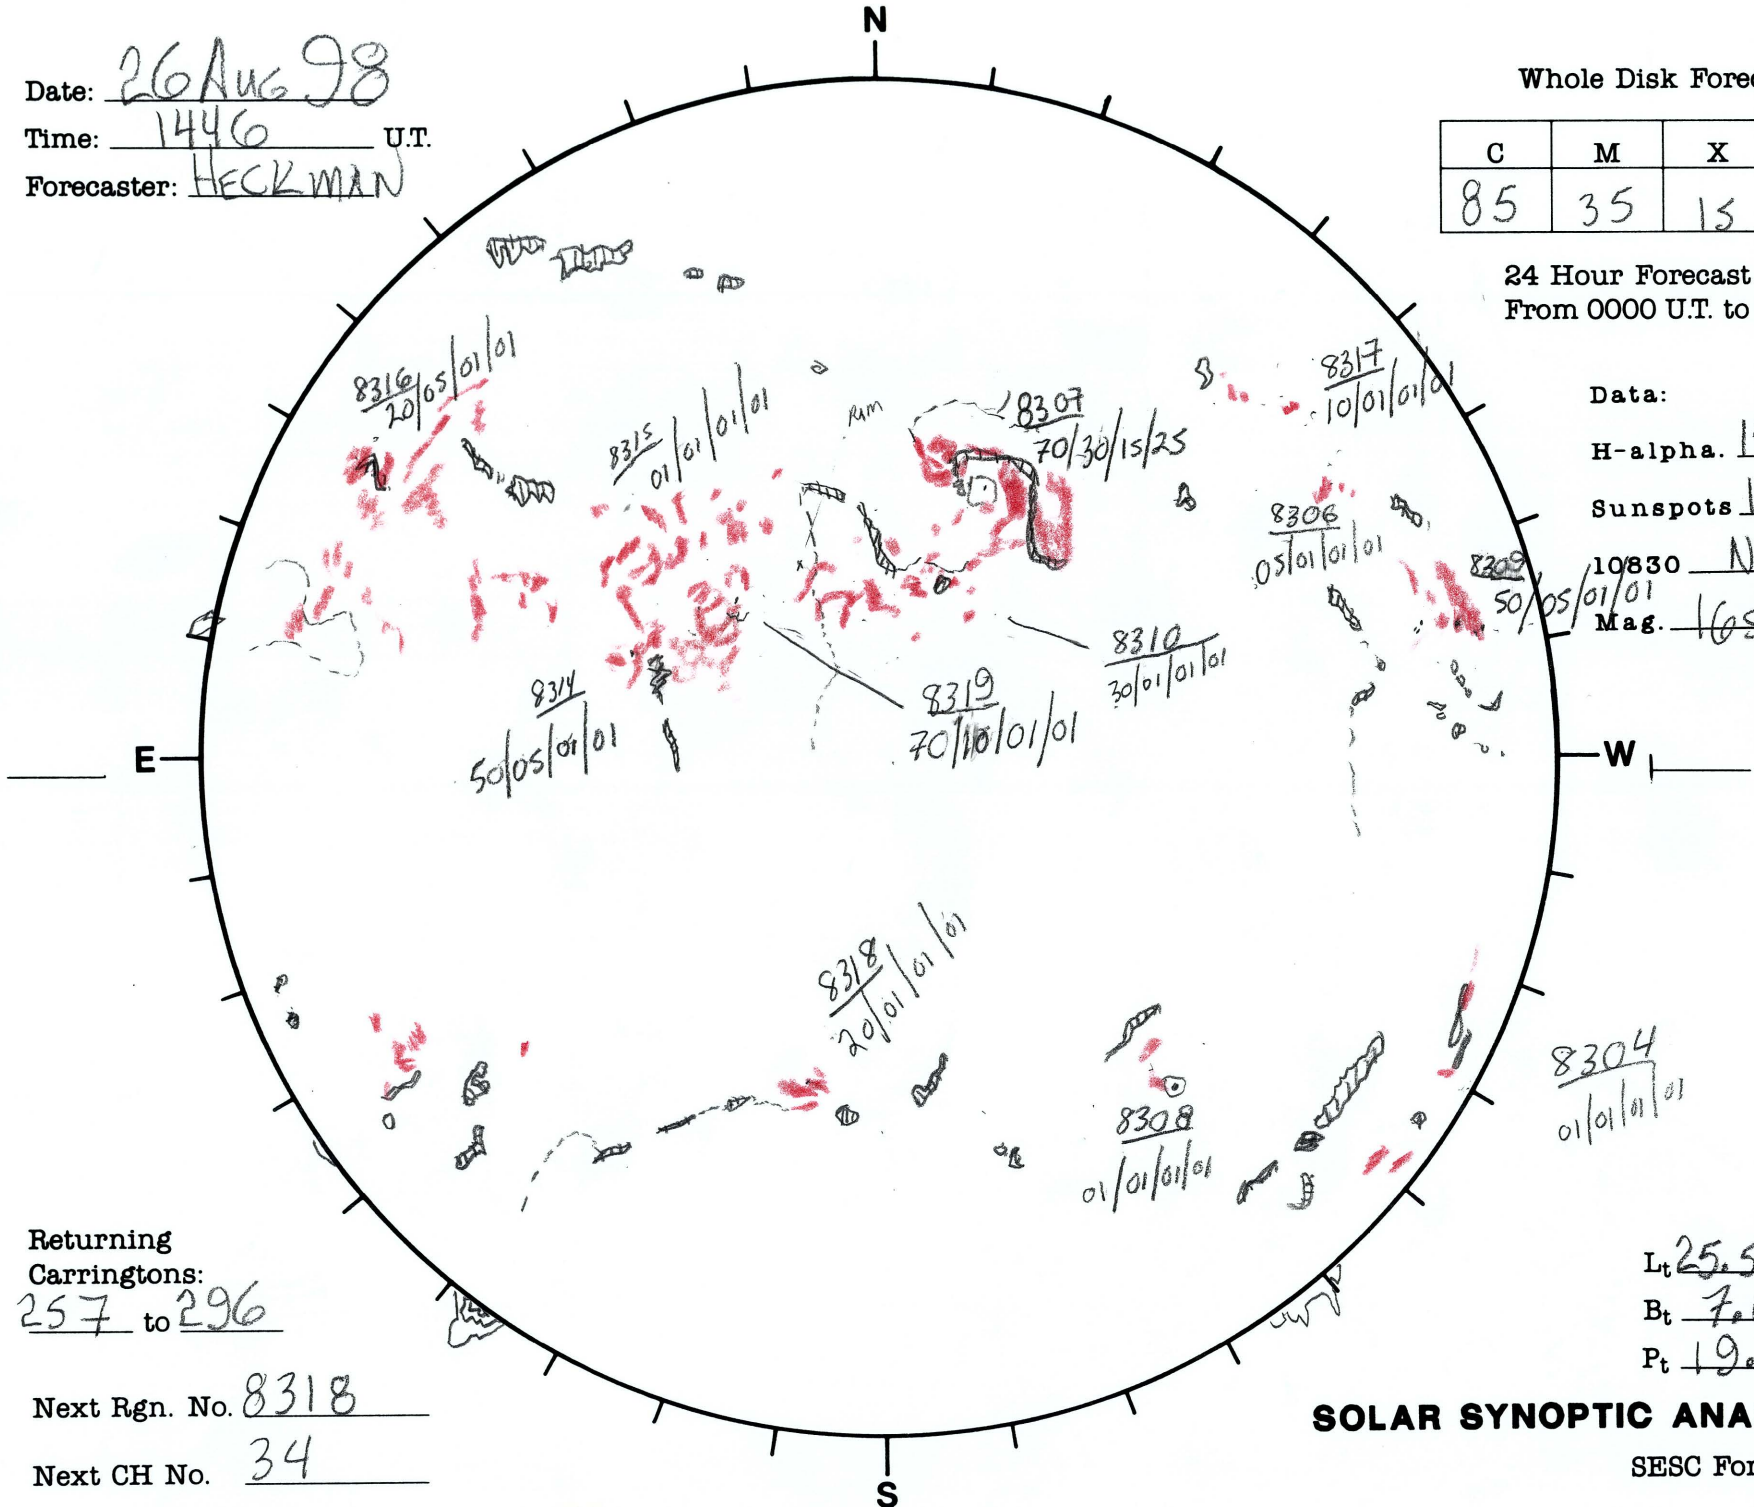 N
Date: 26 Aug 98
Time: 1446 U.T.
Forecaster: HECKMAN
Whole Disk Forec
C M X
85 35 15
24 Hour Forecast
From 0000 U.T. to
Data:
H-alpha.
Sunspots
10830 N
Mag. 165
8316
20/05/01/01
8315
01/01/01/01
8307
70/30/15/25
8317
10/01/01/01
8306
05/01/01/01
8309
50/05/01/01
8310
30/01/01/01
8319
70/10/01/01
8314
50/05/01/01
E
W
8318
20/01/01/01
8308
01/01/01/01
8304
01/01/01/01
Returning
Carringtons:
257 to 296
Next Rgn. No. 8318
Next CH No. 34
Lt 25.5
Bt 7.
Pt 19.
SOLAR SYNOPTIC ANA
SESC For
S